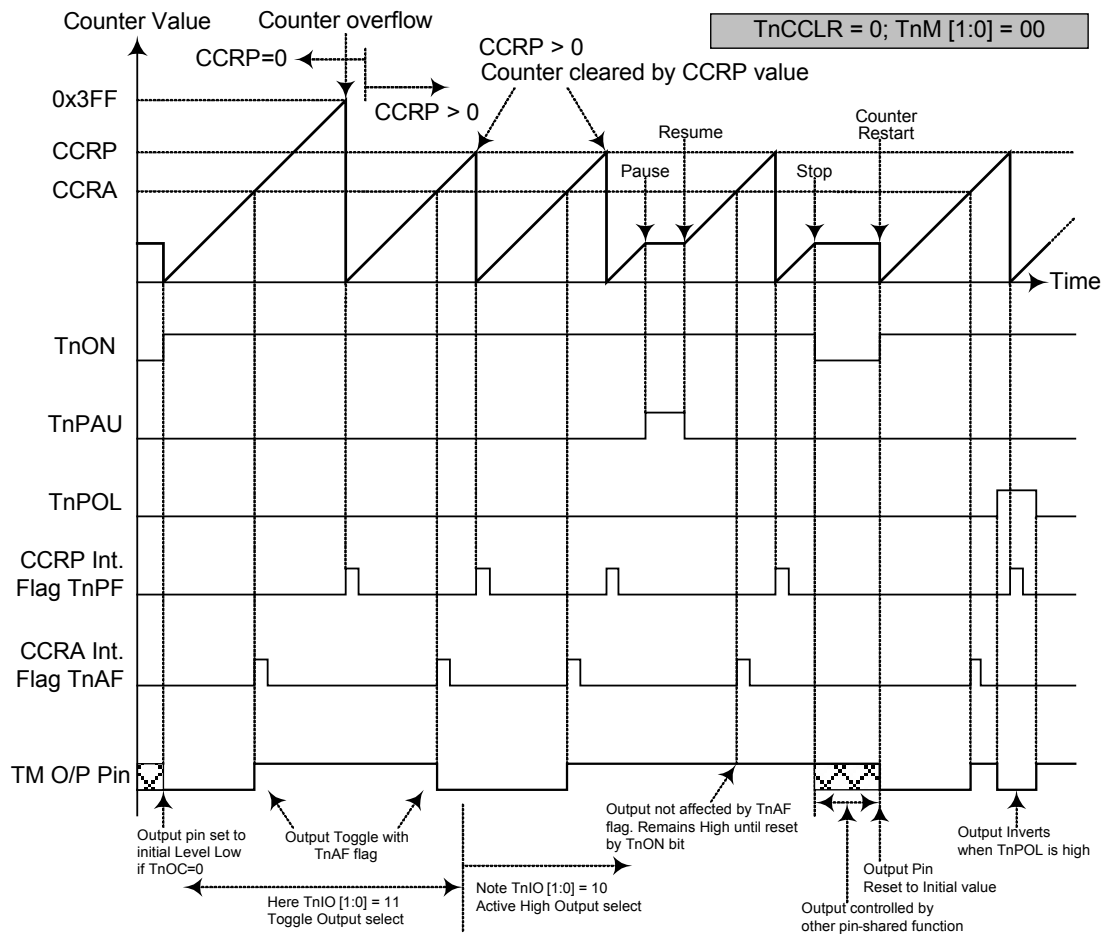 Counter Value
Counter overflow
TnCCLR = 0; TnM [1:0] = 00
CCRP=0
CCRP > 0
CCRP > 0
Counter cleared by CCRP value
0x3FF
CCRP
CCRA
Pause
Resume
Stop
Counter
Restart
Time
TnON
TnPAU
TnPOL
CCRP Int.
Flag TnPF
CCRA Int.
Flag TnAF
TM O/P Pin
Output pin set to
initial Level Low
if TnOC=0
Output Toggle with
TnAF flag
Output not affected by TnAF
flag. Remains High until reset
by TnON bit
Output Inverts
when TnPOL is high
Here TnIO [1:0] = 11
Toggle Output select
Note TnIO [1:0] = 10
Active High Output select
Output Pin
Reset to Initial value
Output controlled by
other pin-shared function